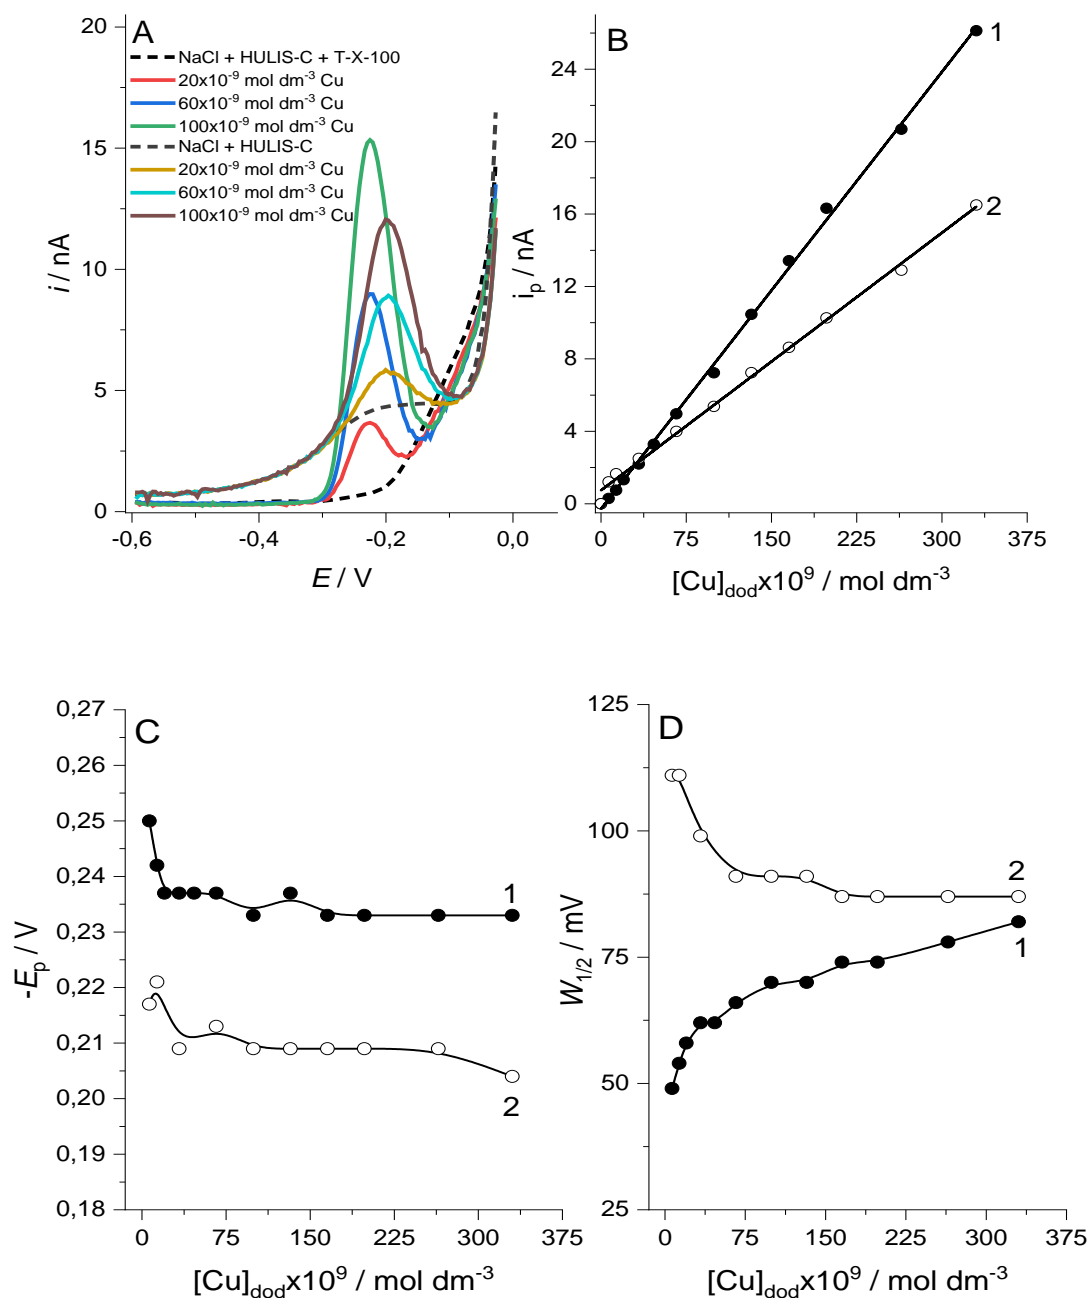 A
20
15
10
5
0
i / nA
NaCl + HULIS-C + T-X-100
20x10⁻⁹ mol dm⁻³ Cu
60x10⁻⁹ mol dm⁻³ Cu
100x10⁻⁹ mol dm⁻³ Cu
NaCl + HULIS-C
20x10⁻⁹ mol dm⁻³ Cu
60x10⁻⁹ mol dm⁻³ Cu
100x10⁻⁹ mol dm⁻³ Cu
-0,6 -0,4 -0,2 0,0
E / V
B
24
20
16
12
8
4
0
iₚ / nA
1
2
0 75 150 225 300 375
[Cu]dodx10⁹ / mol dm⁻³
C
0,27
0,26
0,25
0,24
0,23
0,22
0,21
0,20
0,19
0,18
-Eₚ / V
1
2
0 75 150 225 300 375
[Cu]dodx10⁹ / mol dm⁻³
D
125
100
75
50
25
W1/2 / mV
2
1
0 75 150 225 300 375
[Cu]dodx10⁹ / mol dm⁻³